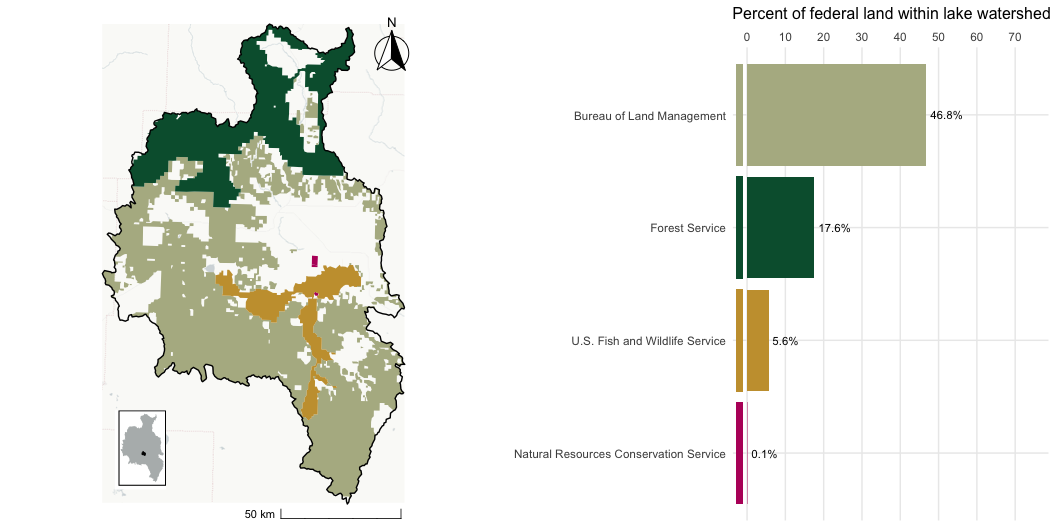 N
50 km
Percent of federal land within lake watershed
0 10 20 30 40 50 60 70
Bureau of Land Management 46.8%
Forest Service 17.6%
U.S. Fish and Wildlife Service 5.6%
Natural Resources Conservation Service 0.1%